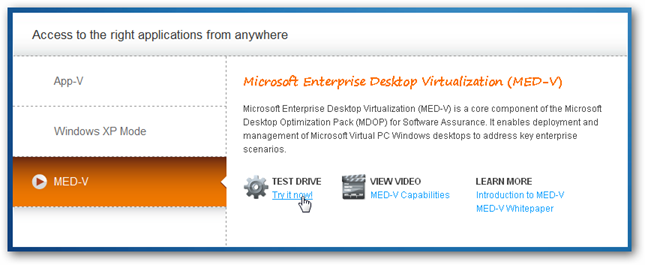 Access to the right applications from anywhere
App-V
Windows XP Mode
MED-V
Microsoft Enterprise Desktop Virtualization (MED-V)
Microsoft Enterprise Desktop Virtualization (MED-V) is a core component of the Microsoft
Desktop Optimization Pack (MDOP) for Software Assurance. It enables deployment and
management of Microsoft Virtual PC Windows desktops to address key enterprise
scenarios.
TEST DRIVE
Try it now!
VIEW VIDEO
MED-V Capabilities
LEARN MORE
Introduction to MED-V
MED-V Whitepaper